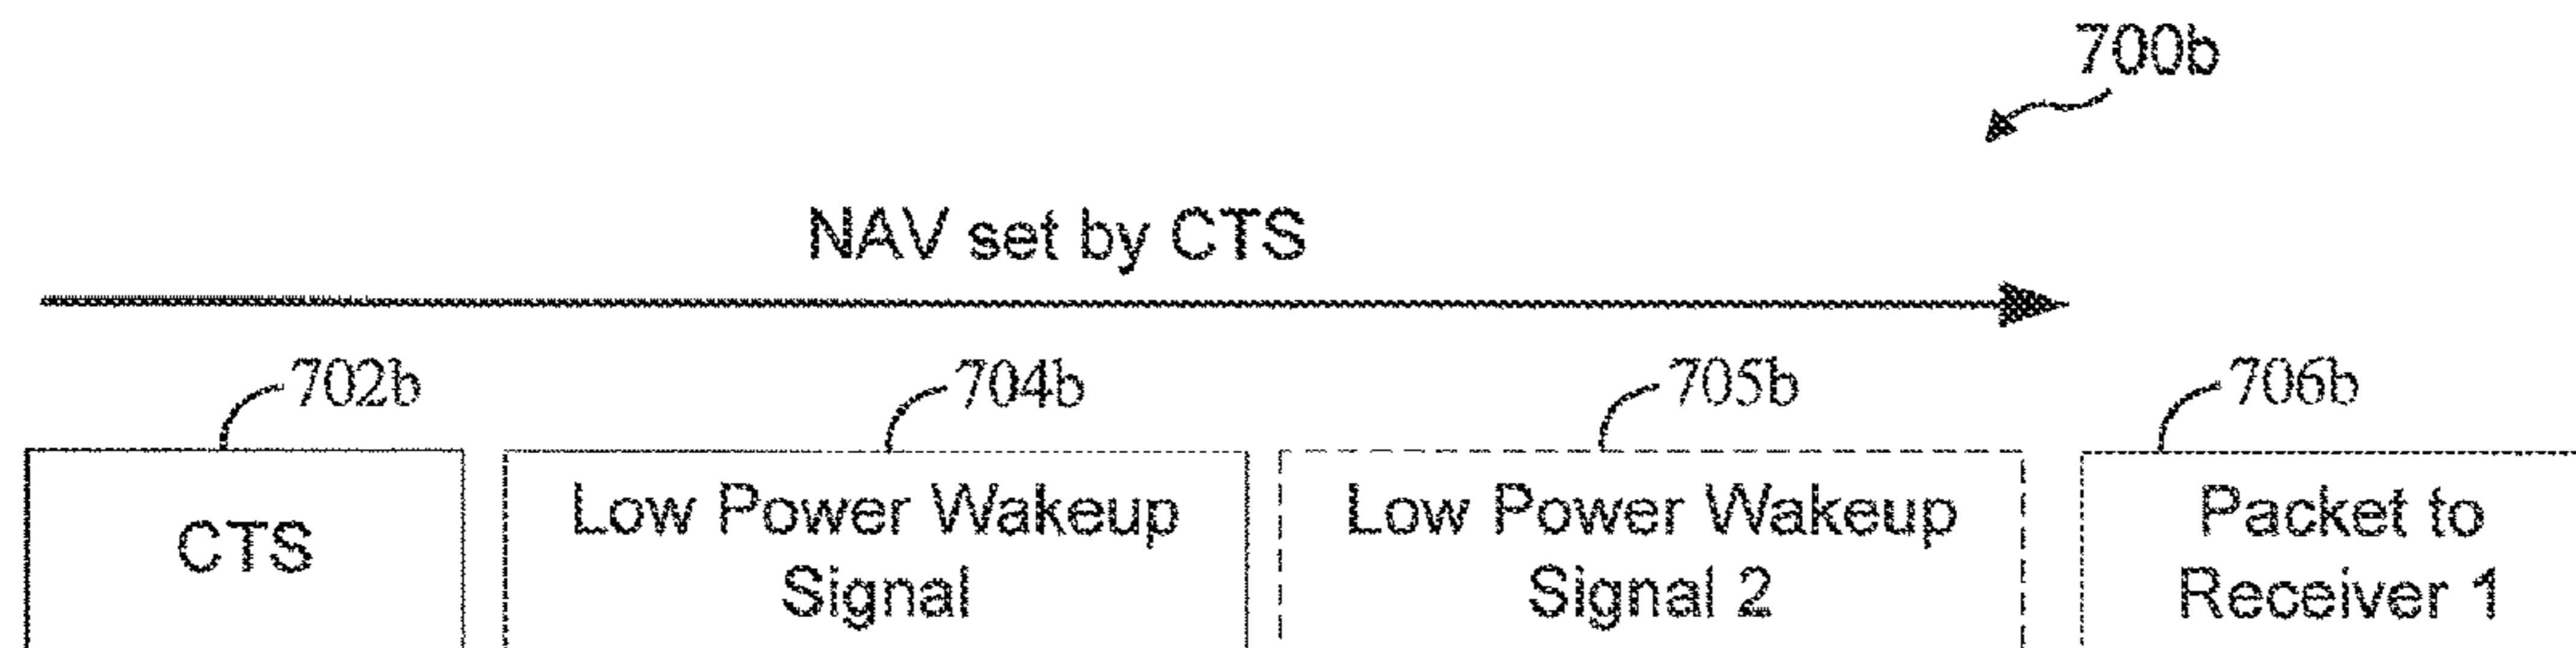 700b
NAV set by CTS
702b
704b
705b
706b
CTS
Low Power Wakeup
Signal
Low Power Wakeup
Signal 2
Packet to
Receiver 1